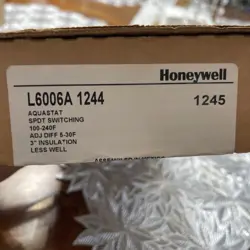 Honeywell
L6006A 1244 1245
AQUASTAT
SPDT SWITCHING
100-240F
ADJ DIFF 5-30F
3" INSULATION
LESS WELL